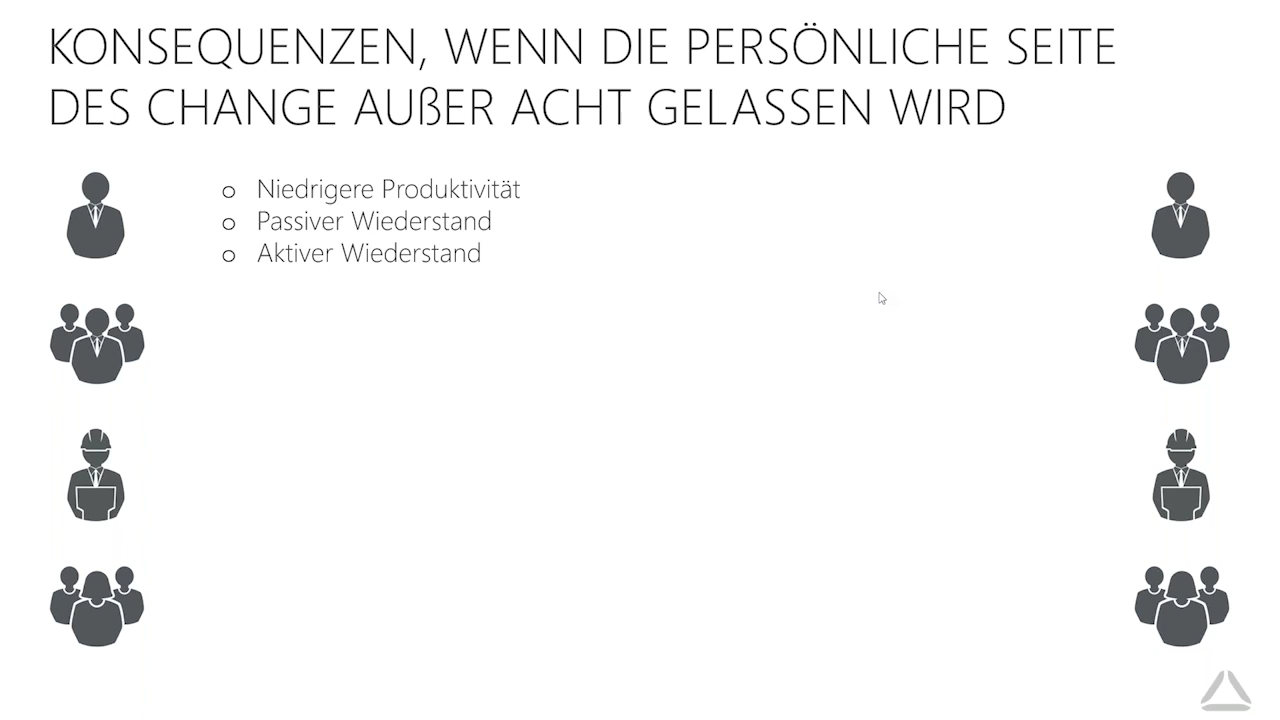 KONSEQUENZEN, WENN DIE PERSÖNLICHE SEITE
DES CHANGE AUßER ACHT GELASSEN WIRD
o Niedrigere Produktivität
o Passiver Wiederstand
o Aktiver Wiederstand